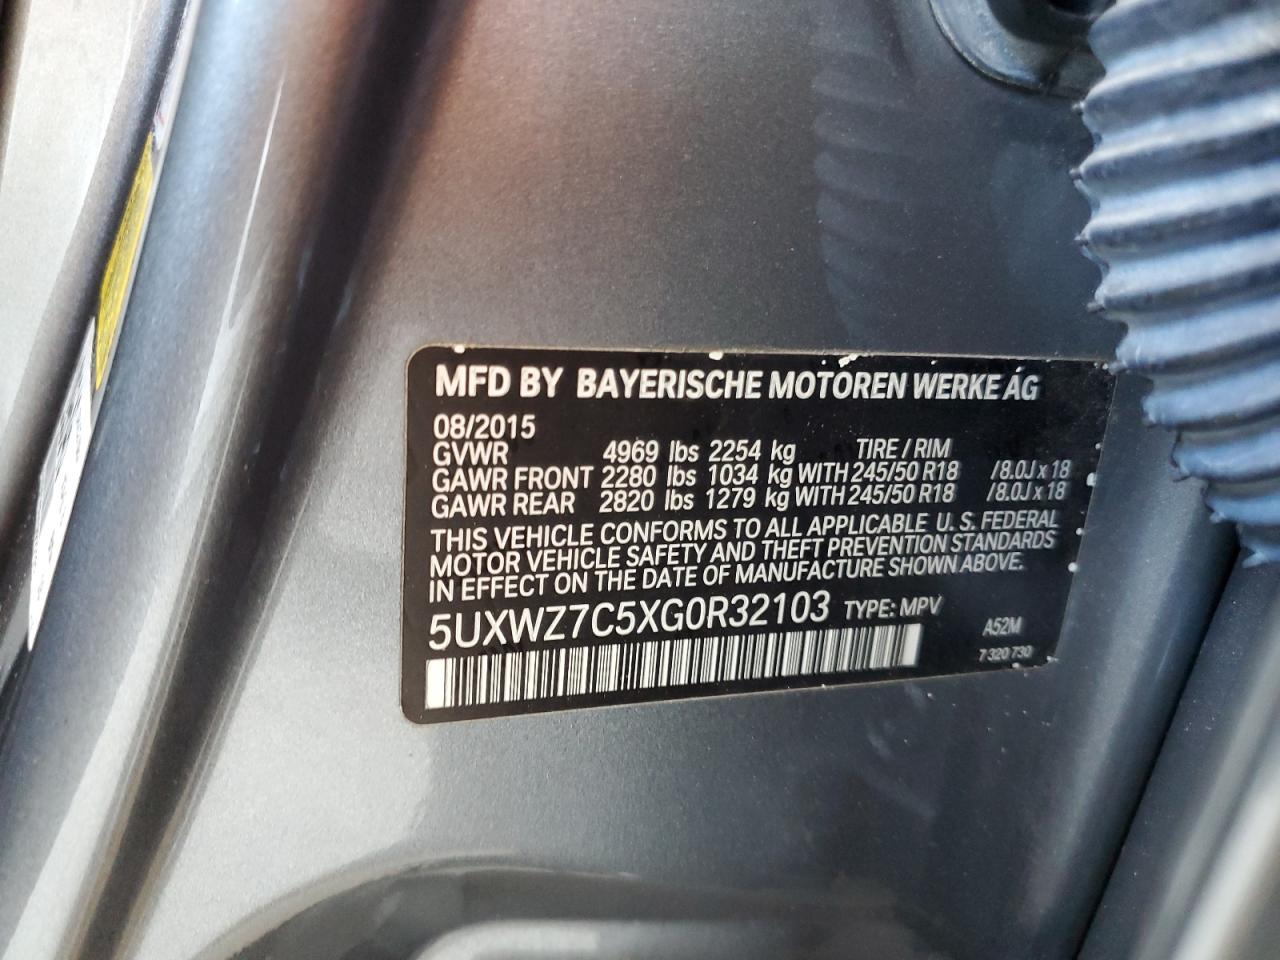 MFD BY BAYERISCHE MOTOREN WERKE AG
08/2015
GVWR 4969 lbs 2254 kg TIRE / RIM
GAWR FRONT 2280 lbs 1034 kg WITH 245/50 R18 /8.0J x 18
GAWR REAR 2820 lbs 1279 kg WITH 245/50 R18 /8.0J x 18
THIS VEHICLE CONFORMS TO ALL APPLICABLE U. S. FEDERAL
MOTOR VEHICLE SAFETY AND THEFT PREVENTION STANDARDS
IN EFFECT ON THE DATE OF MANUFACTURE SHOWN ABOVE.
5UXWZ7C5XG0R32103 TYPE: MPV A52M
7 320 730